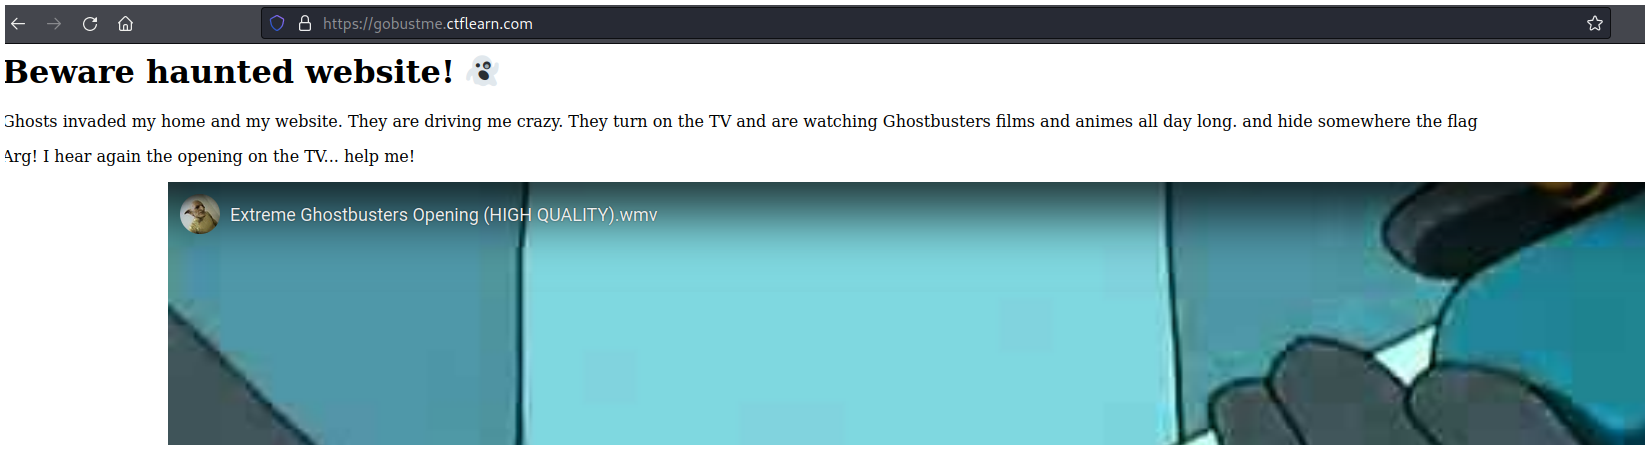 https://gobustme.ctflearn.com
Beware haunted website!
Ghosts invaded my home and my website. They are driving me crazy. They turn on the TV and are watching Ghostbusters films and animes all day long. and hide somewhere the flag
Arg! I hear again the opening on the TV... help me!
Extreme Ghostbusters Opening (HIGH QUALITY).wmv